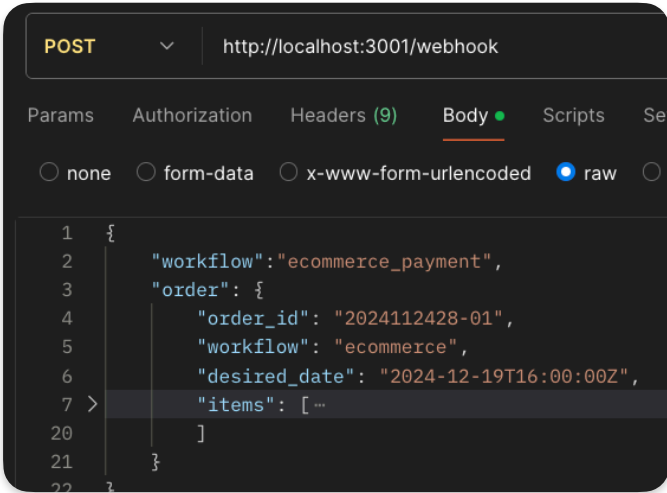 POST http://localhost:3001/webhook
Params Authorization Headers (9) Body Scripts Se
none form-data x-www-form-urlencoded raw
1 {
2 "workflow":"ecommerce_payment",
3 "order": {
4 "order_id": "2024112428-01",
5 "workflow": "ecommerce",
6 "desired_date": "2024-12-19T16:00:00Z",
7 "items": [⋯
20 ]
21 }
22 }